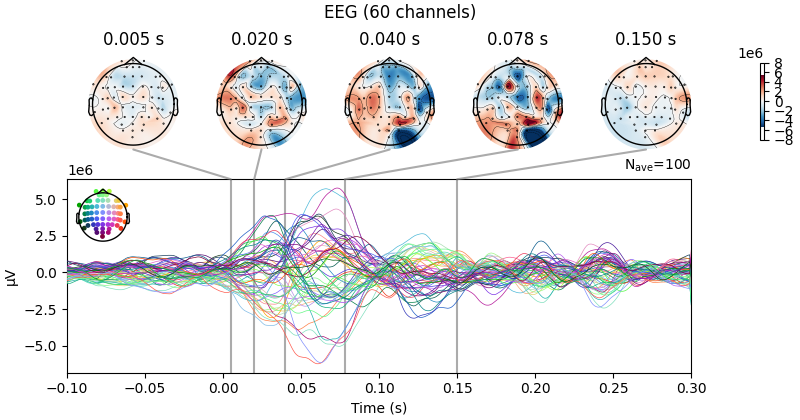 EEG (60 channels)
0.005 s 0.020 s 0.040 s 0.078 s 0.150 s
1e6
8
6
4
2
0
−2
−4
−6
−8
N_ave=100
1e6
5.0
2.5
0.0
−2.5
−5.0
µV
−0.10 −0.05 0.00 0.05 0.10 0.15 0.20 0.25 0.30
Time (s)